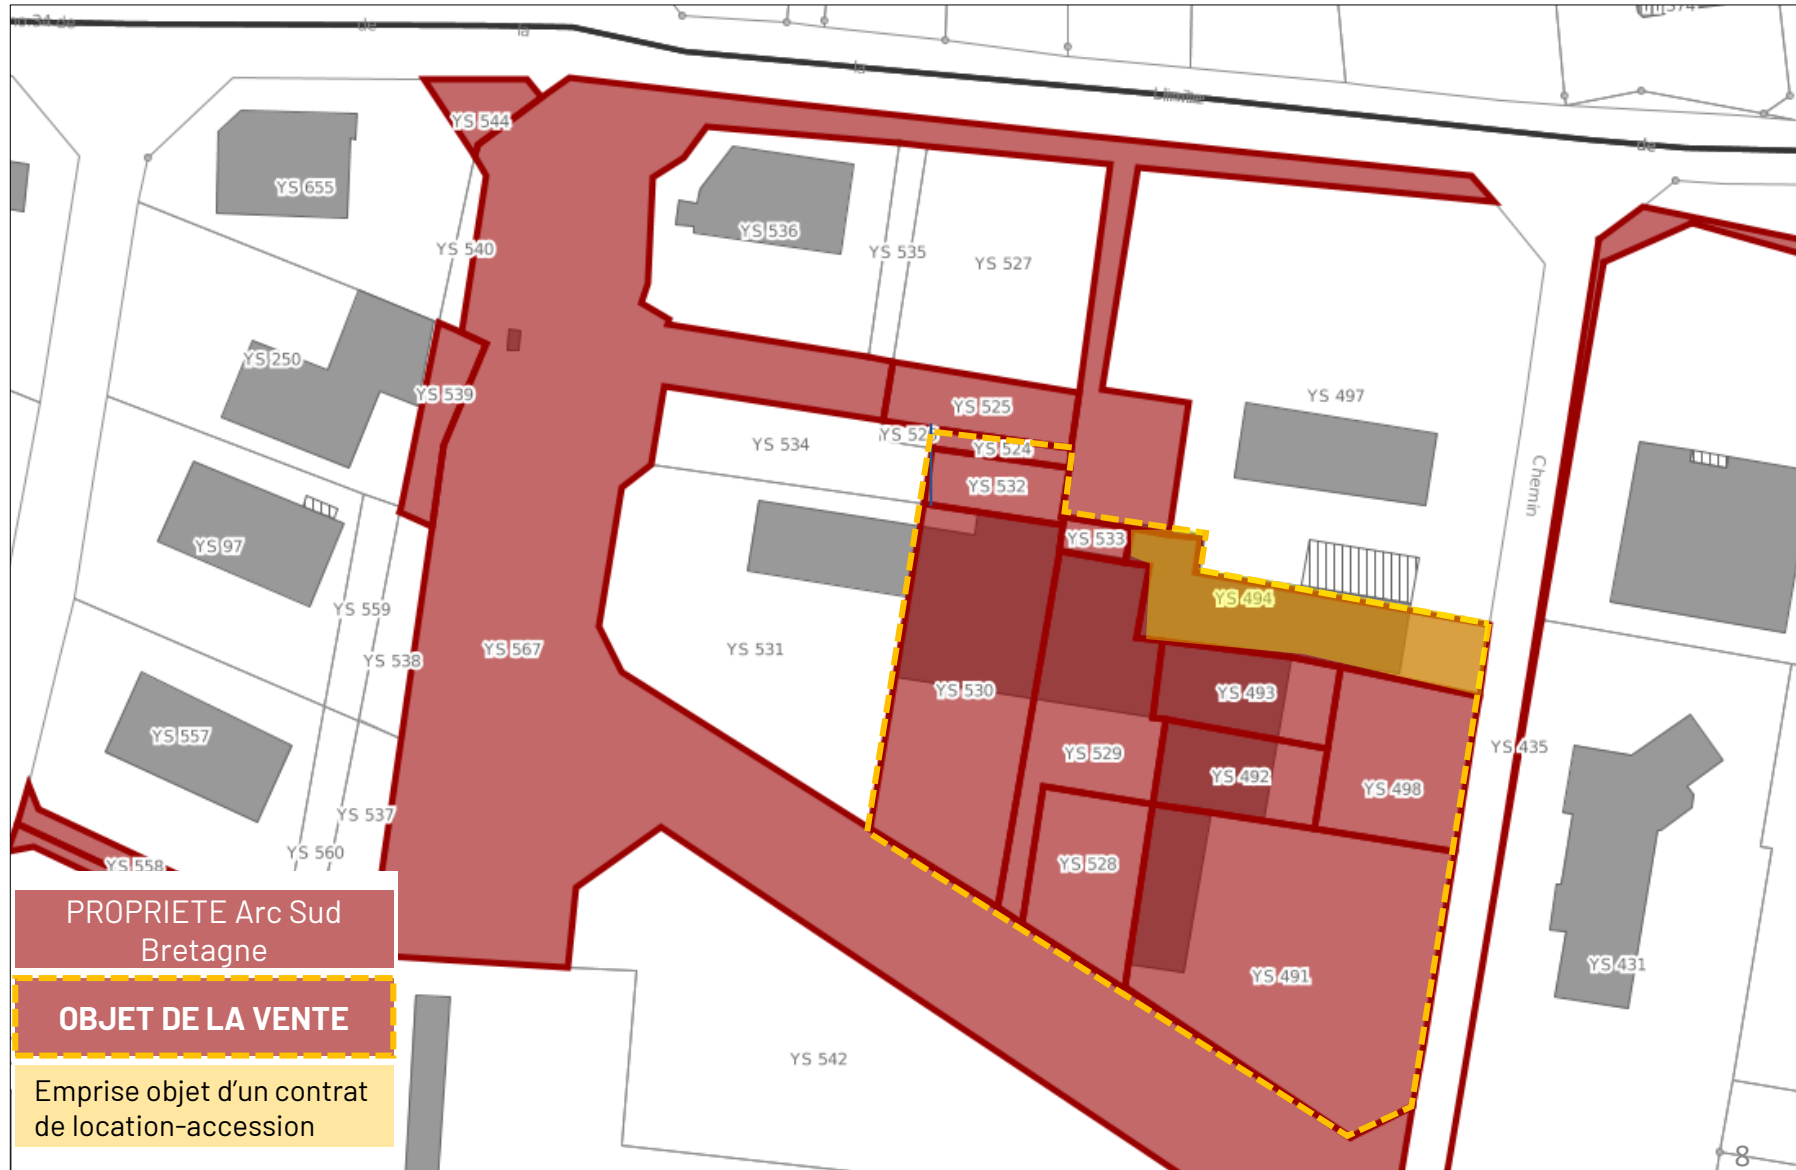 de
la
la
de
YS 544
YS 655
YS 536
YS 540
YS 535
YS 527
YS 250
YS 539
YS 497
YS 525
YS 534
YS 524
YS 532
Chemin
YS 97
YS 533
YS 494
YS 559
YS 567
YS 531
YS 538
YS 530
YS 493
YS 557
YS 529
YS 435
YS 492
YS 498
YS 537
YS 560
YS 558
YS 528
YS 431
YS 491
YS 542
8
PROPRIETE Arc Sud
Bretagne
OBJET DE LA VENTE
Emprise objet d’un contrat
de location-accession